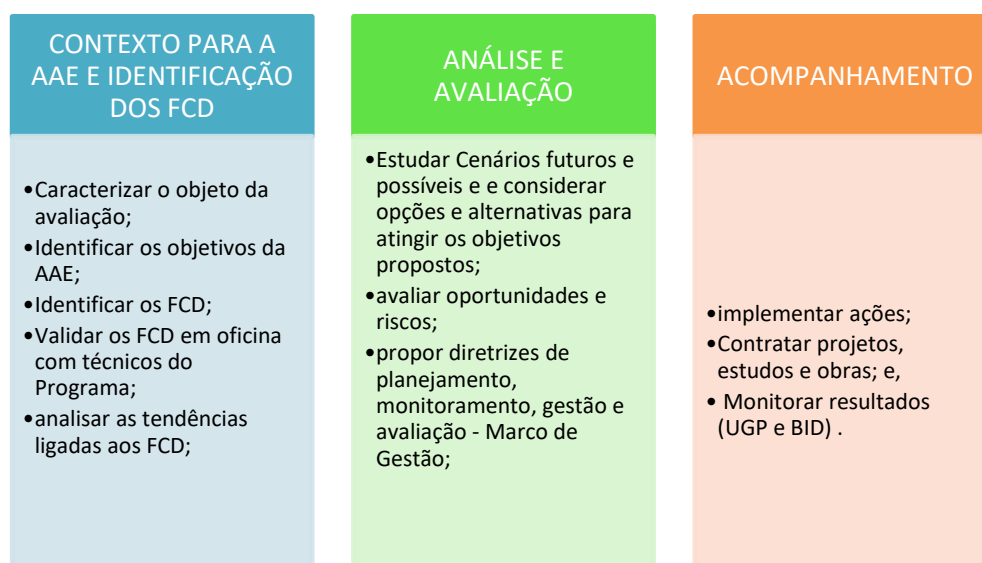 CONTEXTO PARA A
AAE E IDENTIFICAÇÃO
DOS FCD
•Caracterizar o objeto da
avaliação;
•Identificar os objetivos da
AAE;
•Identificar os FCD;
•Validar os FCD em oficina
com técnicos do
Programa;
•analisar as tendências
ligadas aos FCD;
ANÁLISE E
AVALIAÇÃO
•Estudar Cenários futuros e
possíveis e e considerar
opções e alternativas para
atingir os objetivos
propostos;
•avaliar oportunidades e
riscos;
•propor diretrizes de
planejamento,
monitoramento, gestão e
avaliação - Marco de
Gestão;
ACOMPANHAMENTO
•implementar ações;
•Contratar projetos,
estudos e obras; e,
• Monitorar resultados
(UGP e BID) .